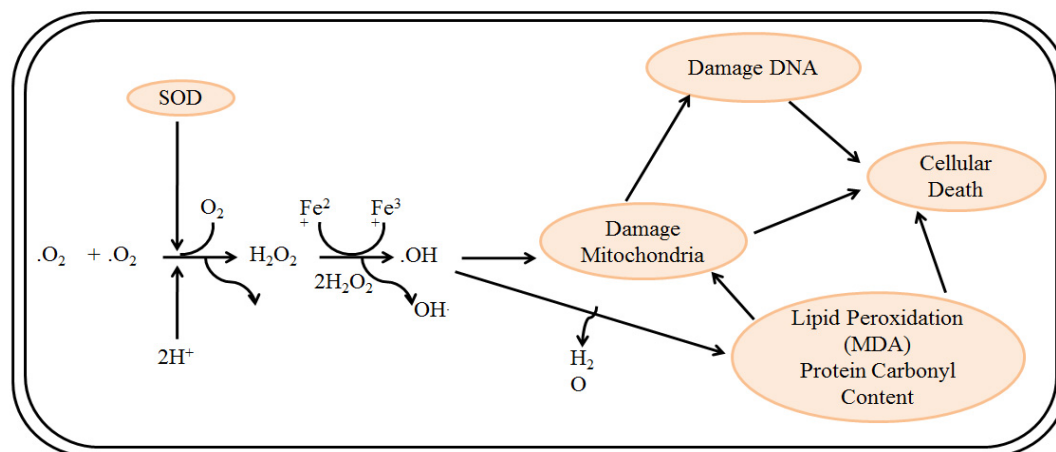 Damage DNA
SOD
Cellular
Death
O₂
Fe²
+
Fe³
+
.O₂ + .O₂
H₂O₂
.OH
2H₂O₂
OH·
2H⁺
Damage
Mitochondria
H₂
O
Lipid Peroxidation
(MDA)
Protein Carbonyl
Content